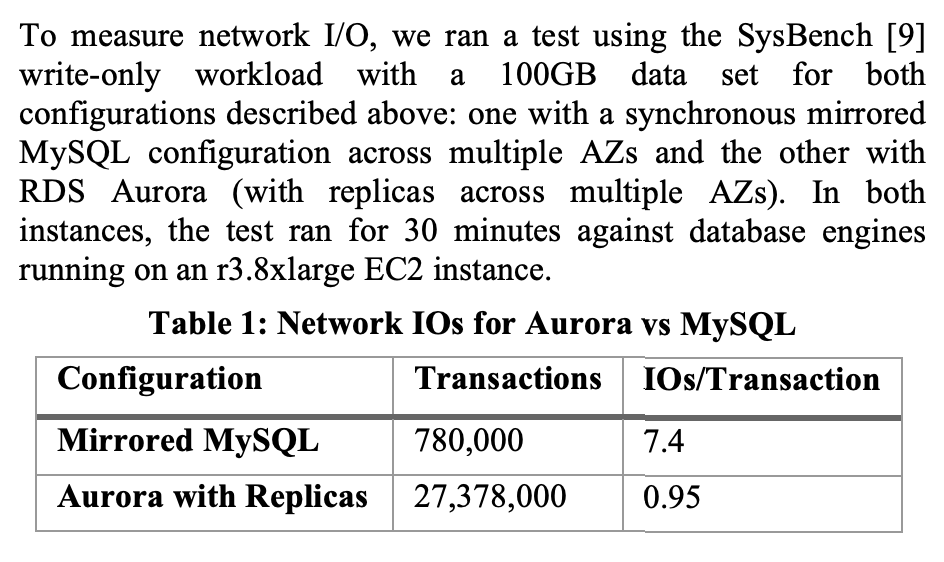 To measure network I/O, we ran a test using the SysBench [9]
write-only workload with a 100GB data set for both
configurations described above: one with a synchronous mirrored
MySQL configuration across multiple AZs and the other with
RDS Aurora (with replicas across multiple AZs). In both
instances, the test ran for 30 minutes against database engines
running on an r3.8xlarge EC2 instance.
Table 1: Network IOs for Aurora vs MySQL
Configuration Transactions IOs/Transaction
Mirrored MySQL 780,000 7.4
Aurora with Replicas 27,378,000 0.95